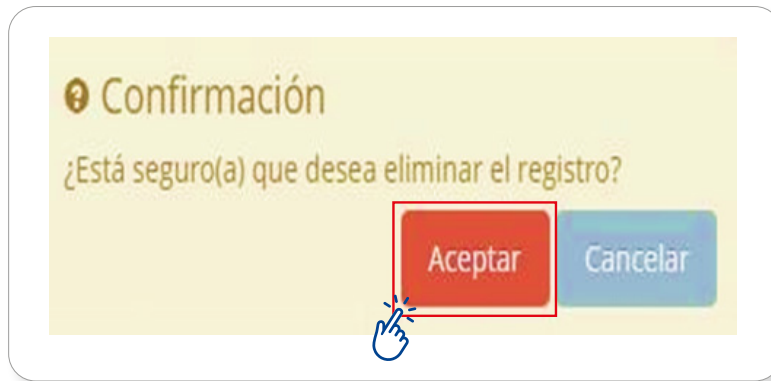 Confirmación
¿Está seguro(a) que desea eliminar el registro?
Aceptar Cancelar